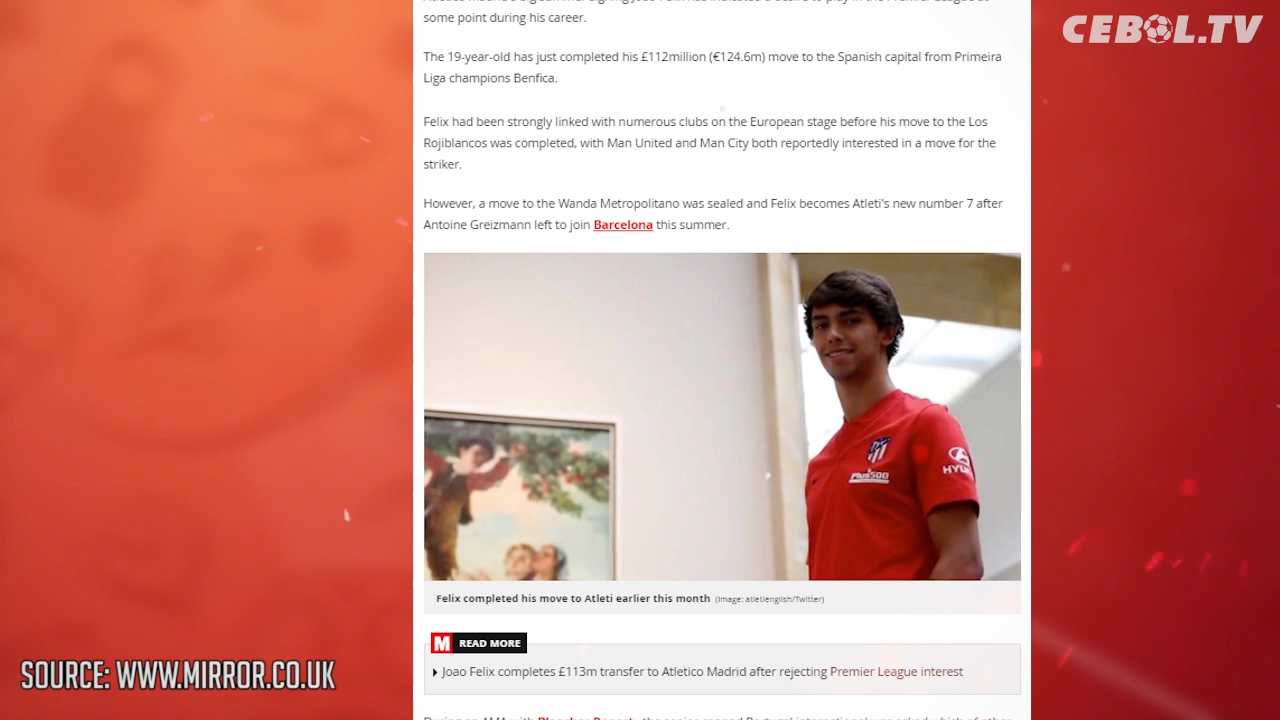 CEBOL.TV
some point during his career.
The 19-year-old has just completed his £112million (€124.6m) move to the Spanish capital from Primeira
Liga champions Benfica.
Felix had been strongly linked with numerous clubs on the European stage before his move to the Los
Rojiblancos was completed, with Man United and Man City both reportedly interested in a move for the
striker.
However, a move to the Wanda Metropolitano was sealed and Felix becomes Atleti's new number 7 after
Antoine Greizmann left to join Barcelona this summer.
Plus500
Felix completed his move to Atleti earlier this month (Image: atletienglish/Twitter)
M READ MORE
Joao Felix completes £113m transfer to Atletico Madrid after rejecting Premier League interest
SOURCE: WWW.MIRROR.CO.UK